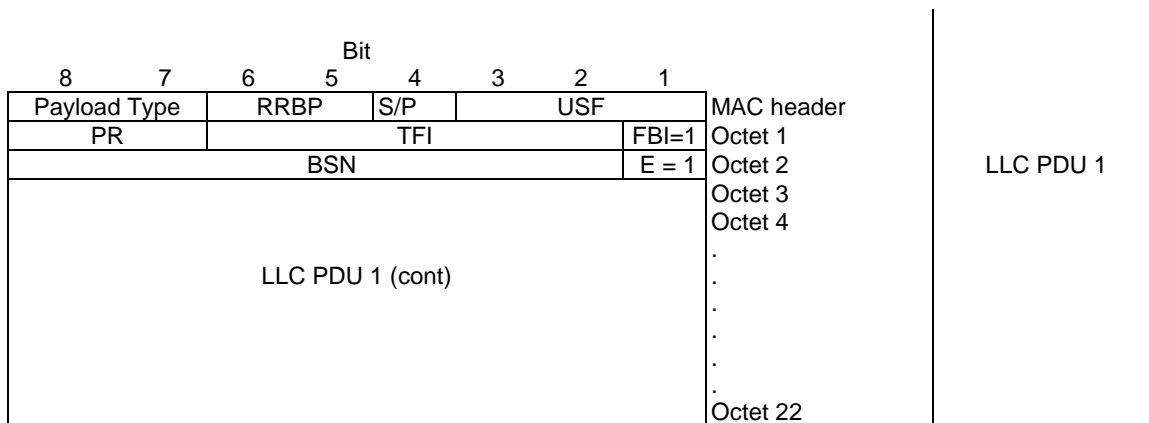 Bit
8 7 6 5 4 3 2 1
Payload Type RRBP S/P USF MAC header
PR TFI FBI=1 Octet 1
BSN E = 1 Octet 2 LLC PDU 1
Octet 3
Octet 4
.
LLC PDU 1 (cont) .
.
.
.
.
Octet 22